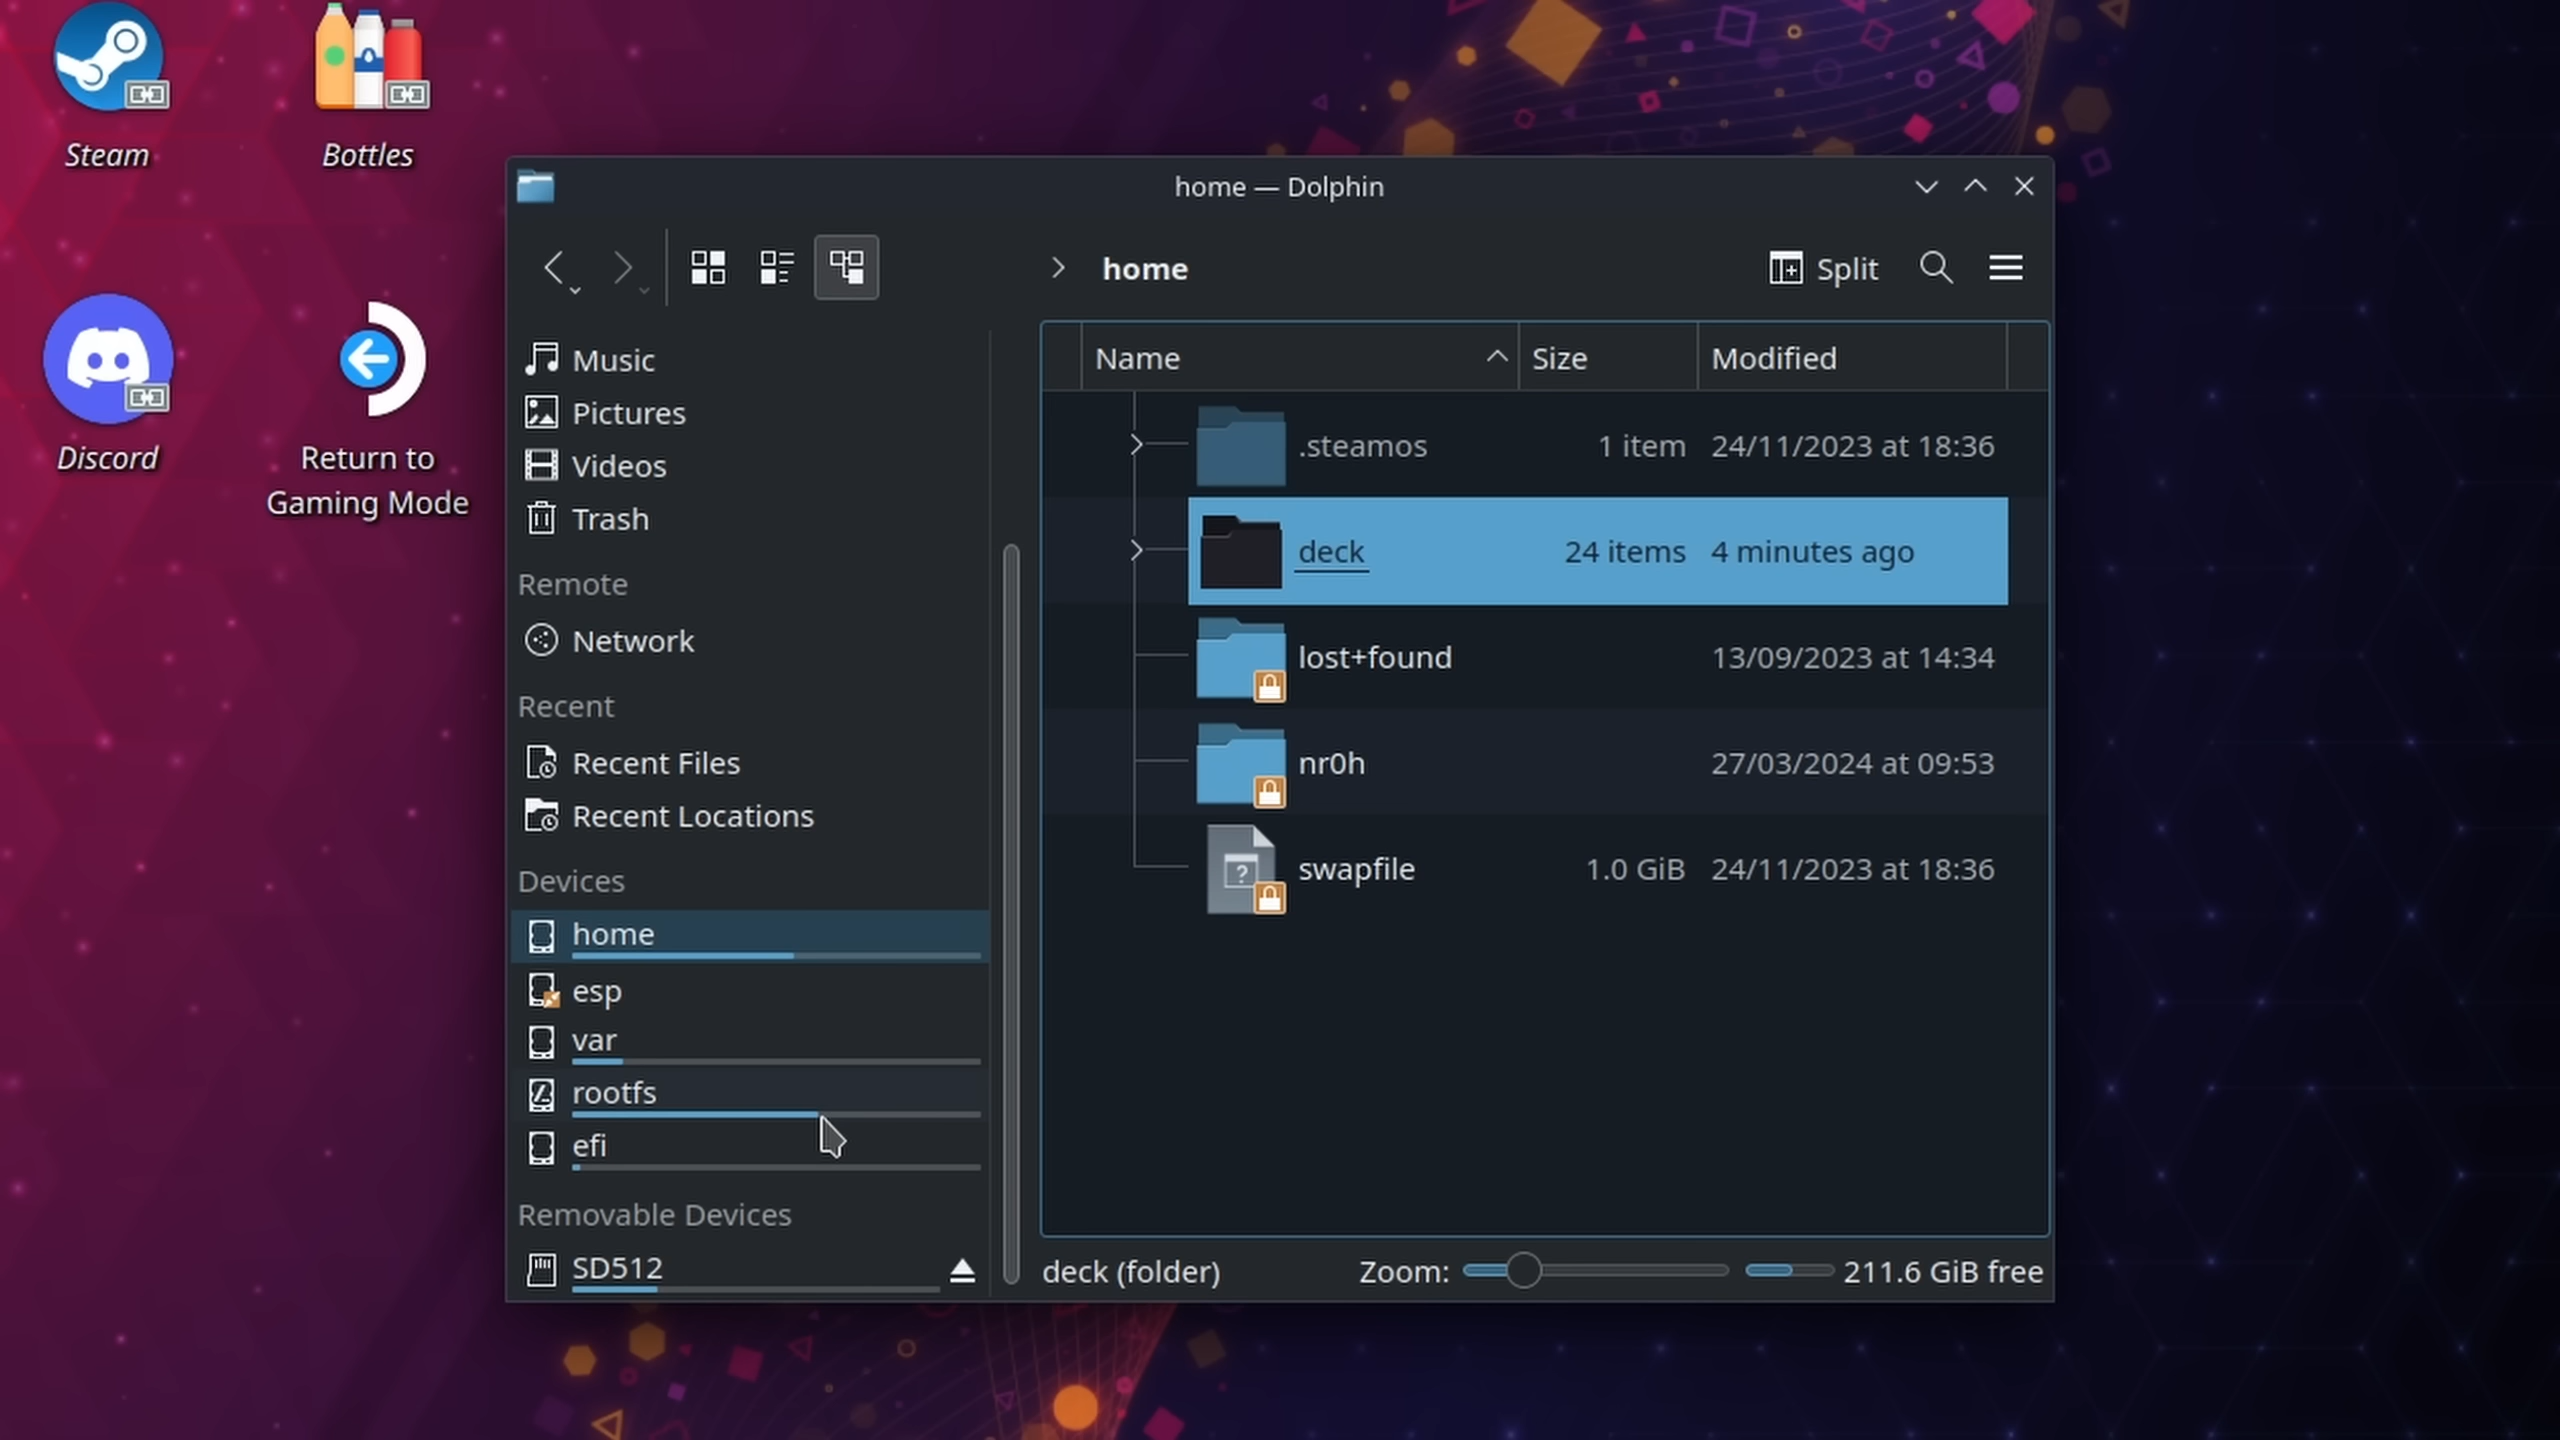 Steam
Bottles
Discord
Return to
Gaming Mode
home — Dolphin
home
Split
Music
Pictures
Videos
Trash
Remote
Network
Recent
Recent Files
Recent Locations
Devices
home
esp
var
rootfs
efi
Removable Devices
SD512
Name Size Modified
.steamos 1 item 24/11/2023 at 18:36
deck 24 items 4 minutes ago
lost+found 13/09/2023 at 14:34
nr0h 27/03/2024 at 09:53
swapfile 1.0 GiB 24/11/2023 at 18:36
deck (folder) Zoom: 211.6 GiB free